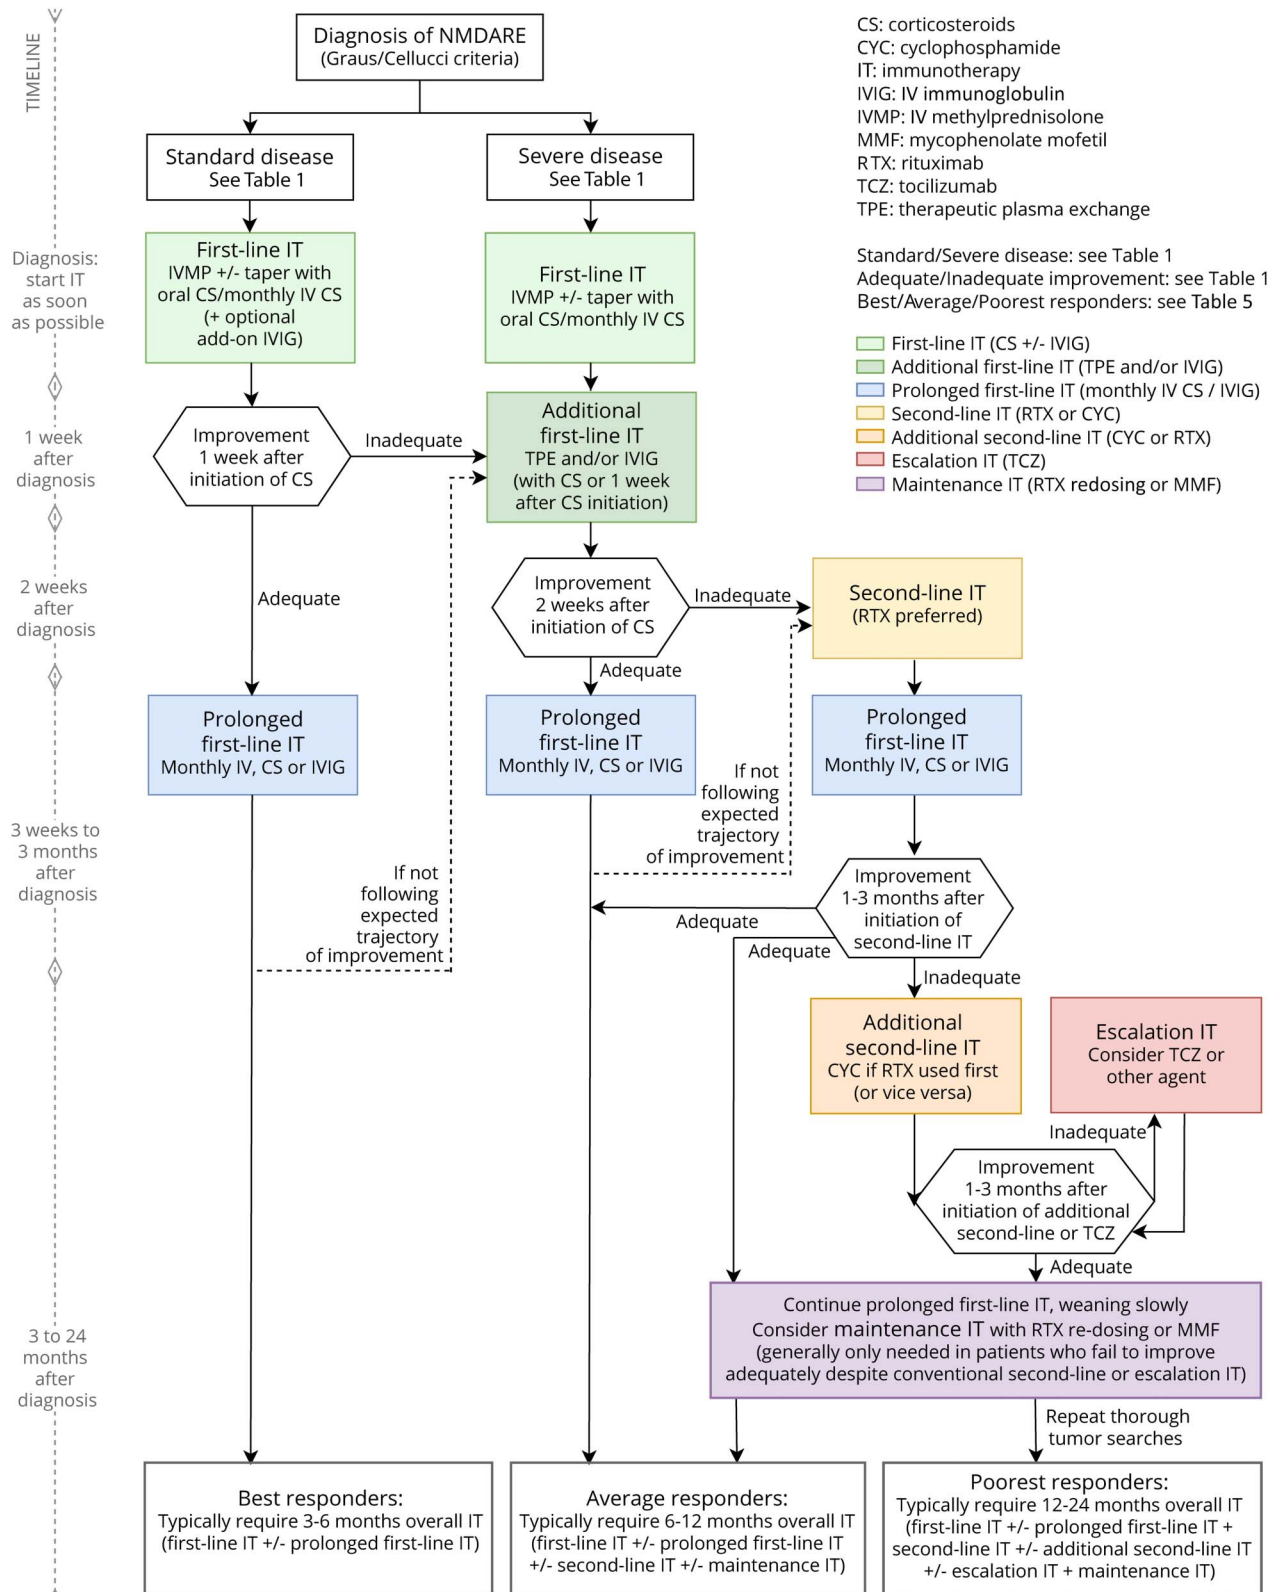 TIMELINE
Diagnosis of NMDARE
(Graus/Cellucci criteria)
CS: corticosteroids
CYC: cyclophosphamide
IT: immunotherapy
IVIG: IV immunoglobulin
IVMP: IV methylprednisolone
MMF: mycophenolate mofetil
RTX: rituximab
TCZ: tocilizumab
TPE: therapeutic plasma exchange
Standard/Severe disease: see Table 1
Adequate/Inadequate improvement: see Table 1
Best/Average/Poorest responders: see Table 5
First-line IT (CS +/- IVIG)
Additional first-line IT (TPE and/or IVIG)
Prolonged first-line IT (monthly IV CS / IVIG)
Second-line IT (RTX or CYC)
Additional second-line IT (CYC or RTX)
Escalation IT (TCZ)
Maintenance IT (RTX redosing or MMF)
Standard disease
See Table 1
Severe disease
See Table 1
Diagnosis:
start IT
as soon
as possible
First-line IT
IVMP +/- taper with
oral CS/monthly IV CS
(+ optional
add-on IVIG)
First-line IT
IVMP +/- taper with
oral CS/monthly IV CS
1 week
after
diagnosis
Improvement
1 week after
initiation of CS
Inadequate
Additional
first-line IT
TPE and/or IVIG
(with CS or 1 week
after CS initiation)
2 weeks
after
diagnosis
Adequate
Improvement
2 weeks after
initiation of CS
Inadequate
Adequate
Second-line IT
(RTX preferred)
Prolonged
first-line IT
Monthly IV, CS or IVIG
Prolonged
first-line IT
Monthly IV, CS or IVIG
Prolonged
first-line IT
Monthly IV, CS or IVIG
3 weeks to
3 months
after
diagnosis
If not
following
expected
trajectory
of improvement
If not
following
expected
trajectory
of improvement
Improvement
1-3 months after
initiation of
second-line IT
Adequate
Adequate
Inadequate
Additional
second-line IT
CYC if RTX used first
(or vice versa)
Escalation IT
Consider TCZ or
other agent
Inadequate
Improvement
1-3 months after
initiation of additional
second-line or TCZ
Adequate
3 to 24
months
after
diagnosis
Continue prolonged first-line IT, weaning slowly
Consider maintenance IT with RTX re-dosing or MMF
(generally only needed in patients who fail to improve
adequately despite conventional second-line or escalation IT)
Repeat thorough
tumor searches
Best responders:
Typically require 3-6 months overall IT
(first-line IT +/- prolonged first-line IT)
Average responders:
Typically require 6-12 months overall IT
(first-line IT +/- prolonged first-line IT
+/- second-line IT +/- maintenance IT)
Poorest responders:
Typically require 12-24 months overall IT
(first-line IT +/- prolonged first-line IT +
second-line IT +/- additional second-line IT
+/- escalation IT + maintenance IT)